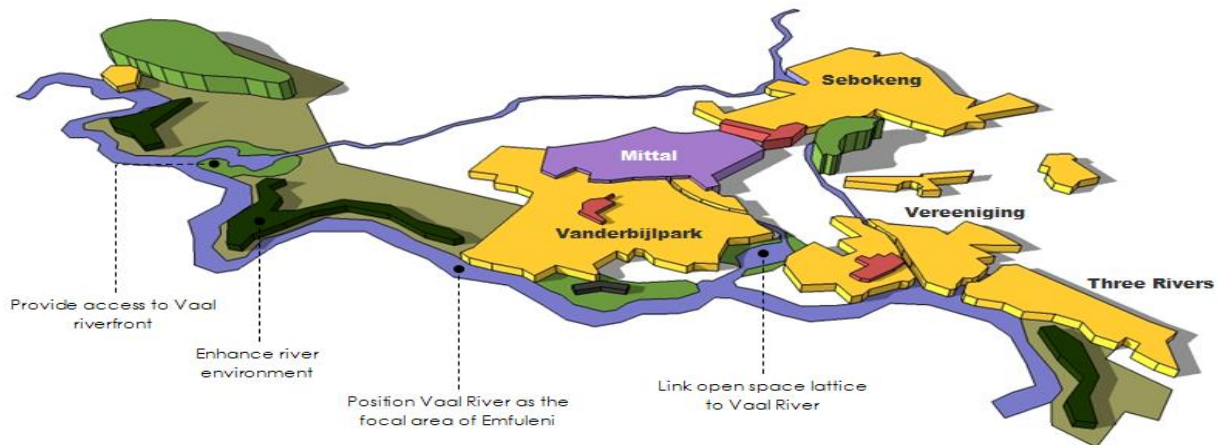 Sebokeng
Mittal
Vereeniging
Vanderbijlpark
Three Rivers
Provide access to Vaal
riverfront
Enhance river
environment
Position Vaal River as the
focal area of Emfuleni
Link open space lattice
to Vaal River